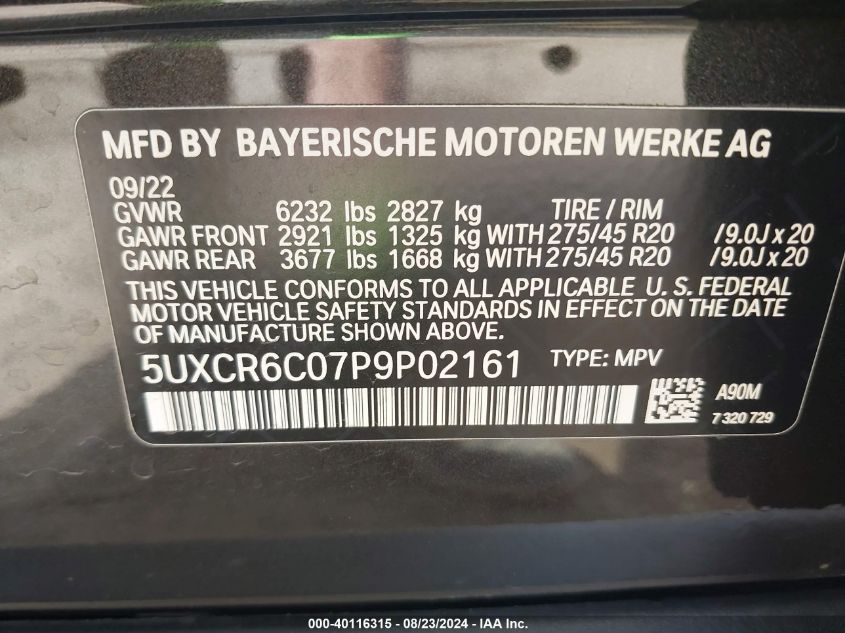 MFD BY BAYERISCHE MOTOREN WERKE AG
09/22
GVWR 6232 lbs 2827 kg TIRE / RIM
GAWR FRONT 2921 lbs 1325 kg WITH 275/45 R20 /9.0J x 20
GAWR REAR 3677 lbs 1668 kg WITH 275/45 R20 /9.0J x 20
THIS VEHICLE CONFORMS TO ALL APPLICABLE U. S. FEDERAL
MOTOR VEHICLE SAFETY STANDARDS IN EFFECT ON THE DATE
OF MANUFACTURE SHOWN ABOVE.
5UXCR6C07P9P02161 TYPE: MPV
A90M
7 320 729
000-40116315 / 08/23/2024 - IAA Inc.